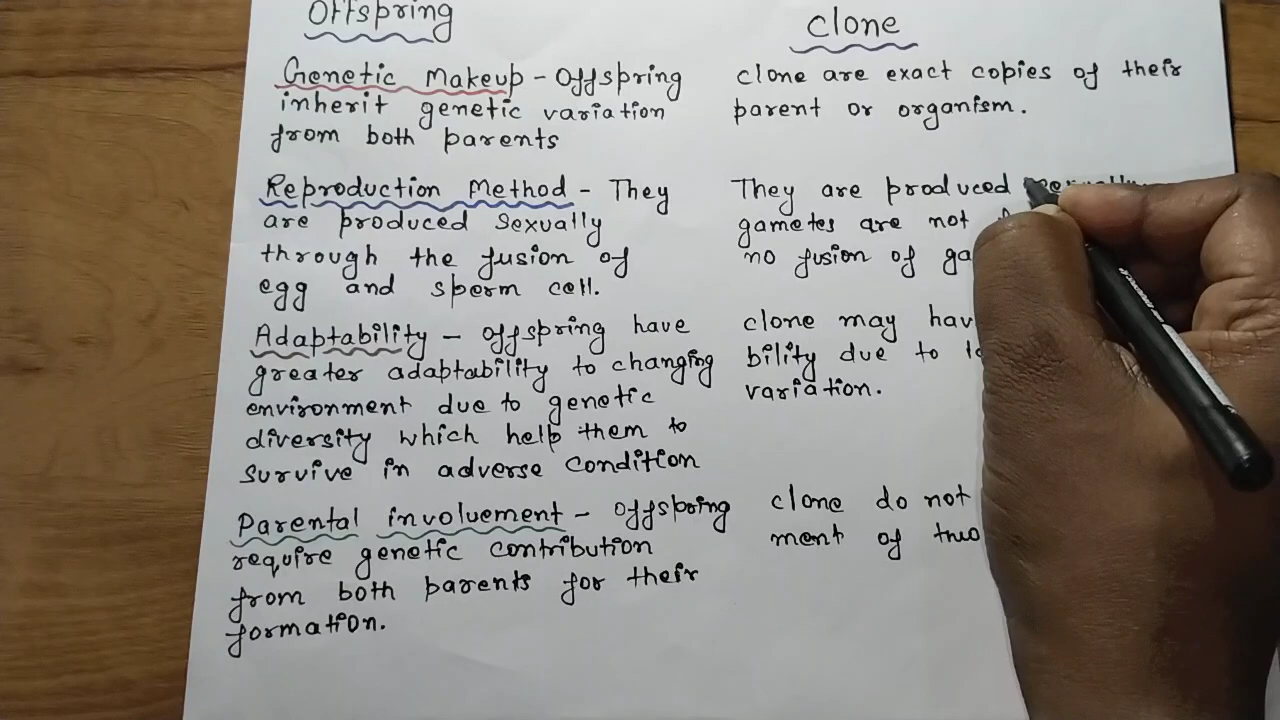 Offspring
Genetic Makeup - Offspring
inherit genetic variation
from both parents
Reproduction Method - They
are produced sexually
through the fusion of
egg and sperm cell.
Adaptability - offspring have
greater adaptability to changing
environment due to genetic
diversity which help them to
survive in adverse condition
Parental involvement - offspring
require genetic contribution
from both parents for their
formation.
clone
clone are exact copies of their
parent or organism.
They are produced
gametes are not
no fusion of ga
clone may hav
bility due to
variation.
clone do not
ment of two